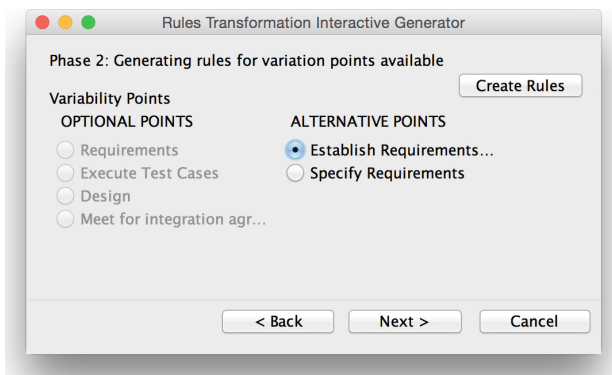 Rules Transformation Interactive Generator
Phase 2: Generating rules for variation points available
Create Rules
Variability Points
OPTIONAL POINTS
Requirements
Execute Test Cases
Design
Meet for integration agr...
ALTERNATIVE POINTS
Establish Requirements...
Specify Requirements
< Back
Next >
Cancel